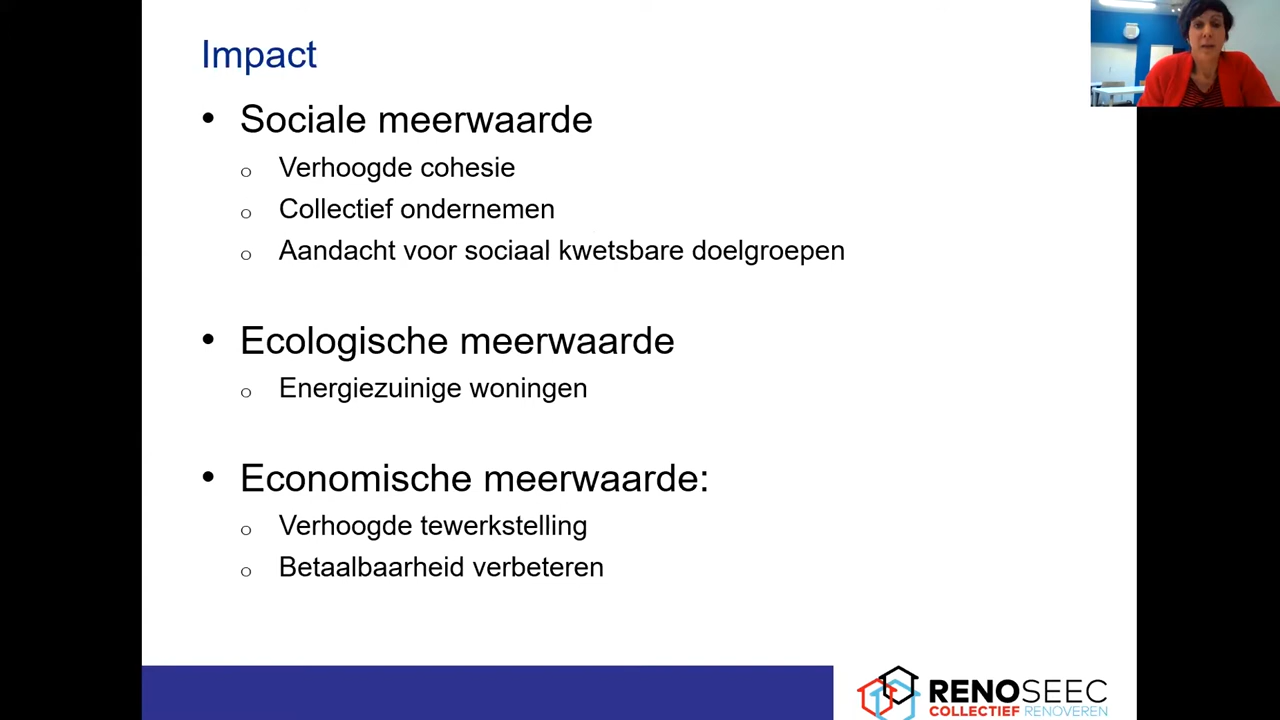 Impact
• Sociale meerwaarde
o Verhoogde cohesie
o Collectief ondernemen
o Aandacht voor sociaal kwetsbare doelgroepen
• Ecologische meerwaarde
o Energiezuinige woningen
• Economische meerwaarde:
o Verhoogde tewerkstelling
o Betaalbaarheid verbeteren
RENOSEEC
COLLECTIEF RENOVEREN